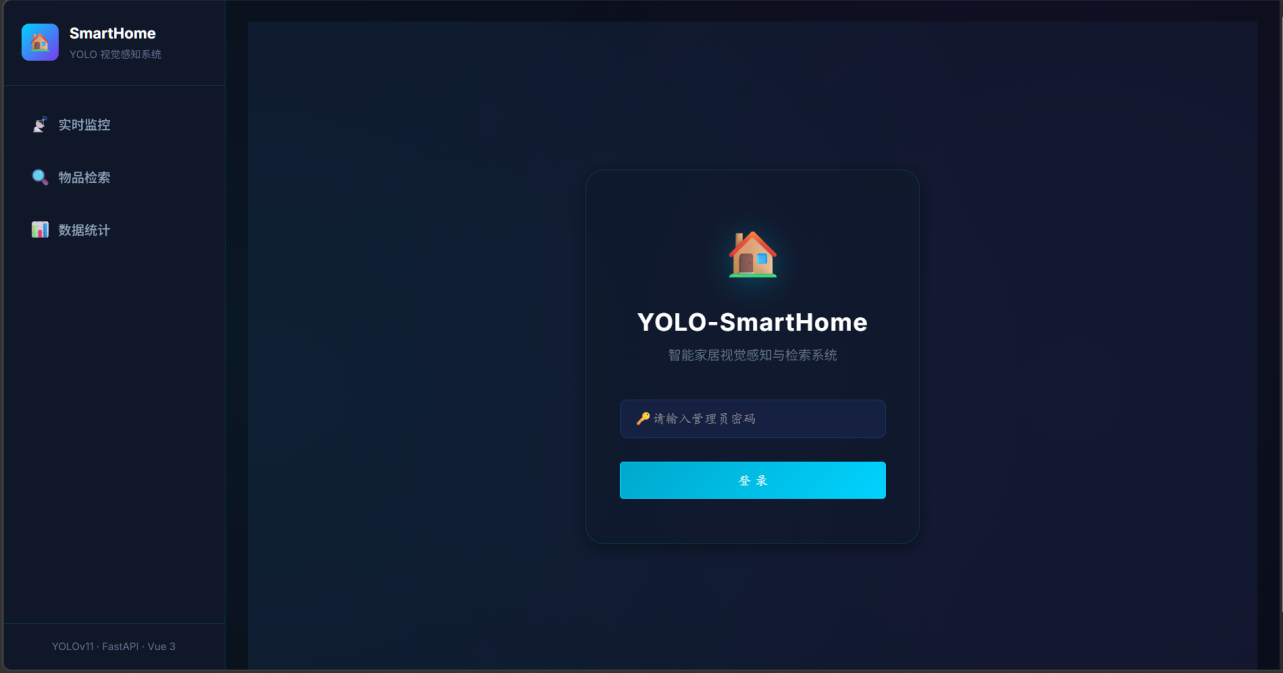 SmartHome
YOLO 视觉感知系统
实时监控
物品检索
数据统计
YOLO-SmartHome
智能家居视觉感知与检索系统
请输入管理员密码
登录
YOLOv11 · FastAPI · Vue 3